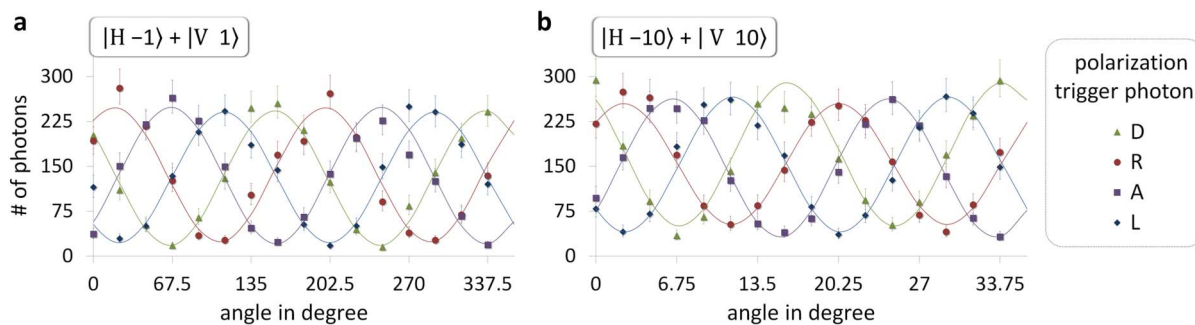 a
|H −1⟩ + |V 1⟩
# of photons
300
225
150
75
0
0 67.5 135 202.5 270 337.5
angle in degree
b
|H −10⟩ + | V 10⟩
300
225
150
75
0
0 6.75 13.5 20.25 27 33.75
angle in degree
polarization
trigger photon
D
R
A
L